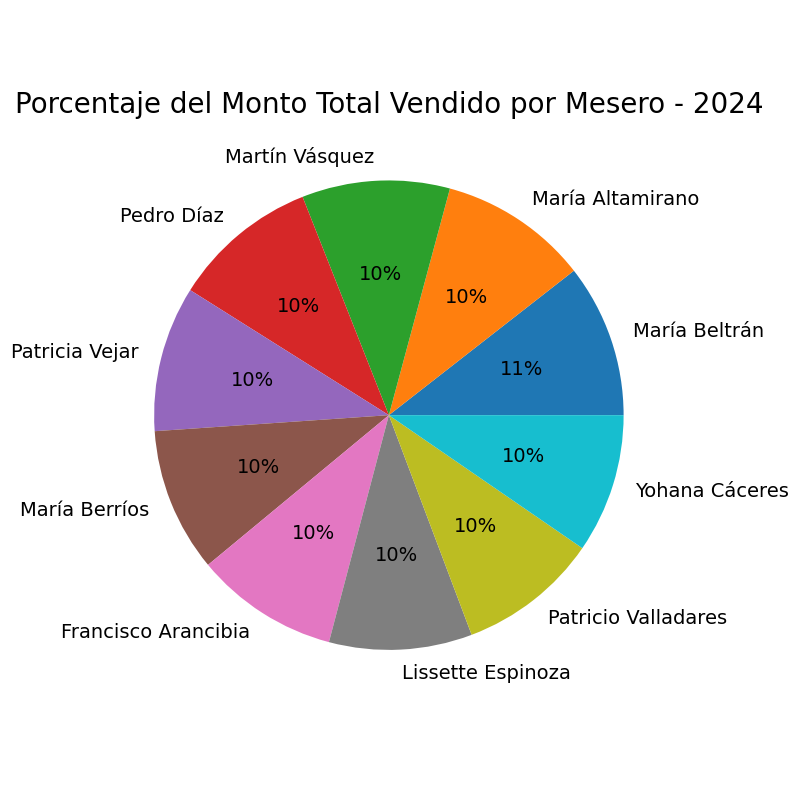 Porcentaje del Monto Total Vendido por Mesero - 2024
Martín Vásquez
María Altamirano
Pedro Díaz
10%
10%
10%
María Beltrán
Patricia Vejar
11%
10%
10%
10%
Yohana Cáceres
María Berríos
10%
10%
10%
Patricio Valladares
Francisco Arancibia
Lissette Espinoza